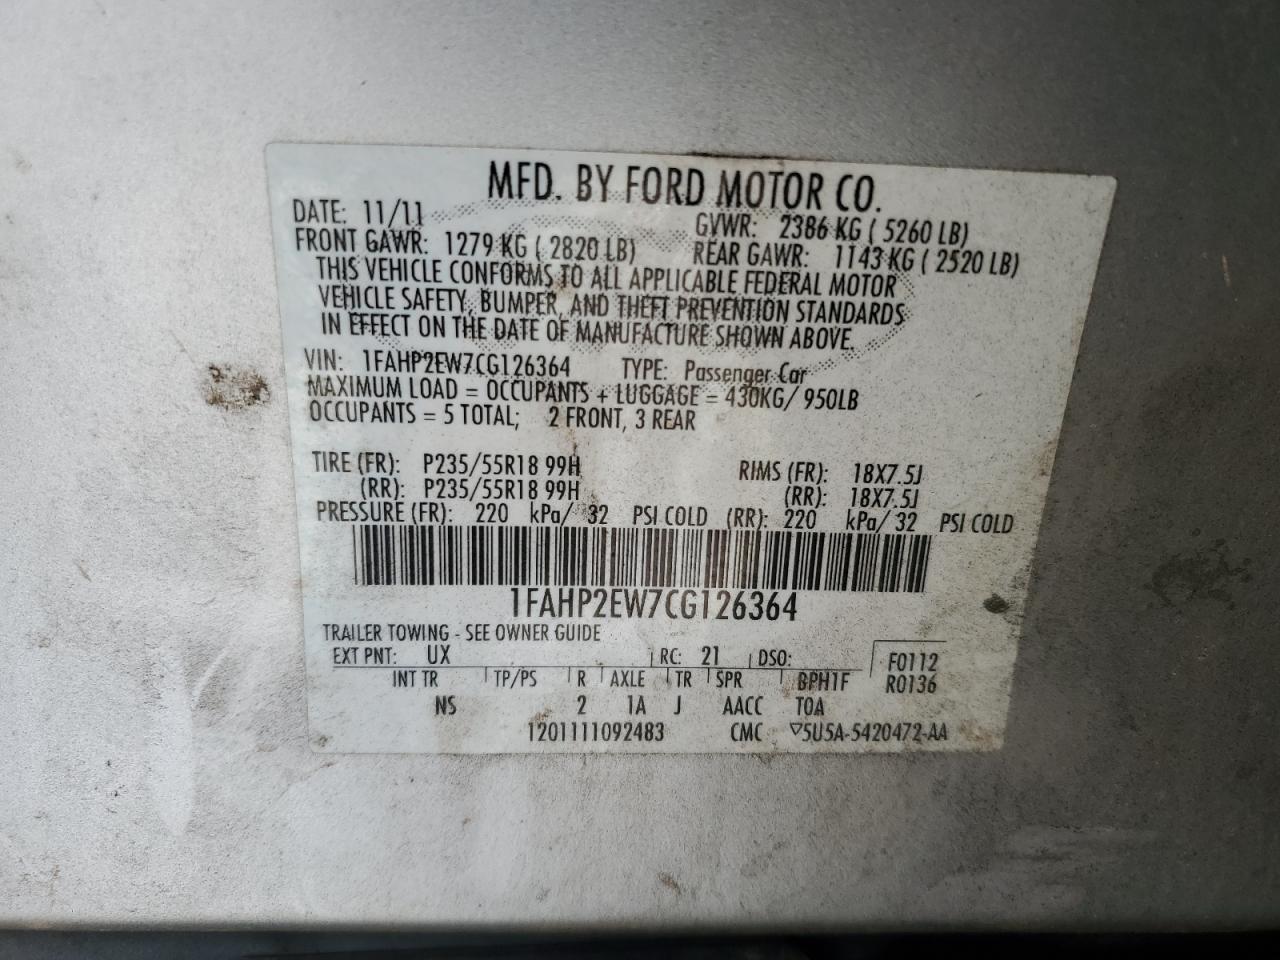 MFD. BY FORD MOTOR CO.
DATE: 11/11 GVWR: 2386 KG ( 5260 LB)
FRONT GAWR: 1279 KG ( 2820 LB) REAR GAWR: 1143 KG ( 2520 LB)
THIS VEHICLE CONFORMS TO ALL APPLICABLE FEDERAL MOTOR
VEHICLE SAFETY, BUMPER, AND THEFT PREVENTION STANDARDS
IN EFFECT ON THE DATE OF MANUFACTURE SHOWN ABOVE.
VIN: 1FAHP2EW7CG126364 TYPE: Passenger Car
MAXIMUM LOAD = OCCUPANTS + LUGGAGE = 430KG/ 950LB
OCCUPANTS = 5 TOTAL; 2 FRONT, 3 REAR
TIRE (FR): P235/55R18 99H RIMS (FR): 18X7.5J
(RR): P235/55R18 99H (RR): 18X7.5J
PRESSURE (FR): 220 kPa/ 32 PSI COLD (RR): 220 kPa/ 32 PSI COLD
1FAHP2EW7CG126364
TRAILER TOWING - SEE OWNER GUIDE
EXT PNT: UX RC: 21 DSO: F0112
INT TR TP/PS R AXLE TR SPR BPH1F R0136
NS 2 1A J AACC TOA
1201111092483 CMC ▽5U5A-5420472-AA